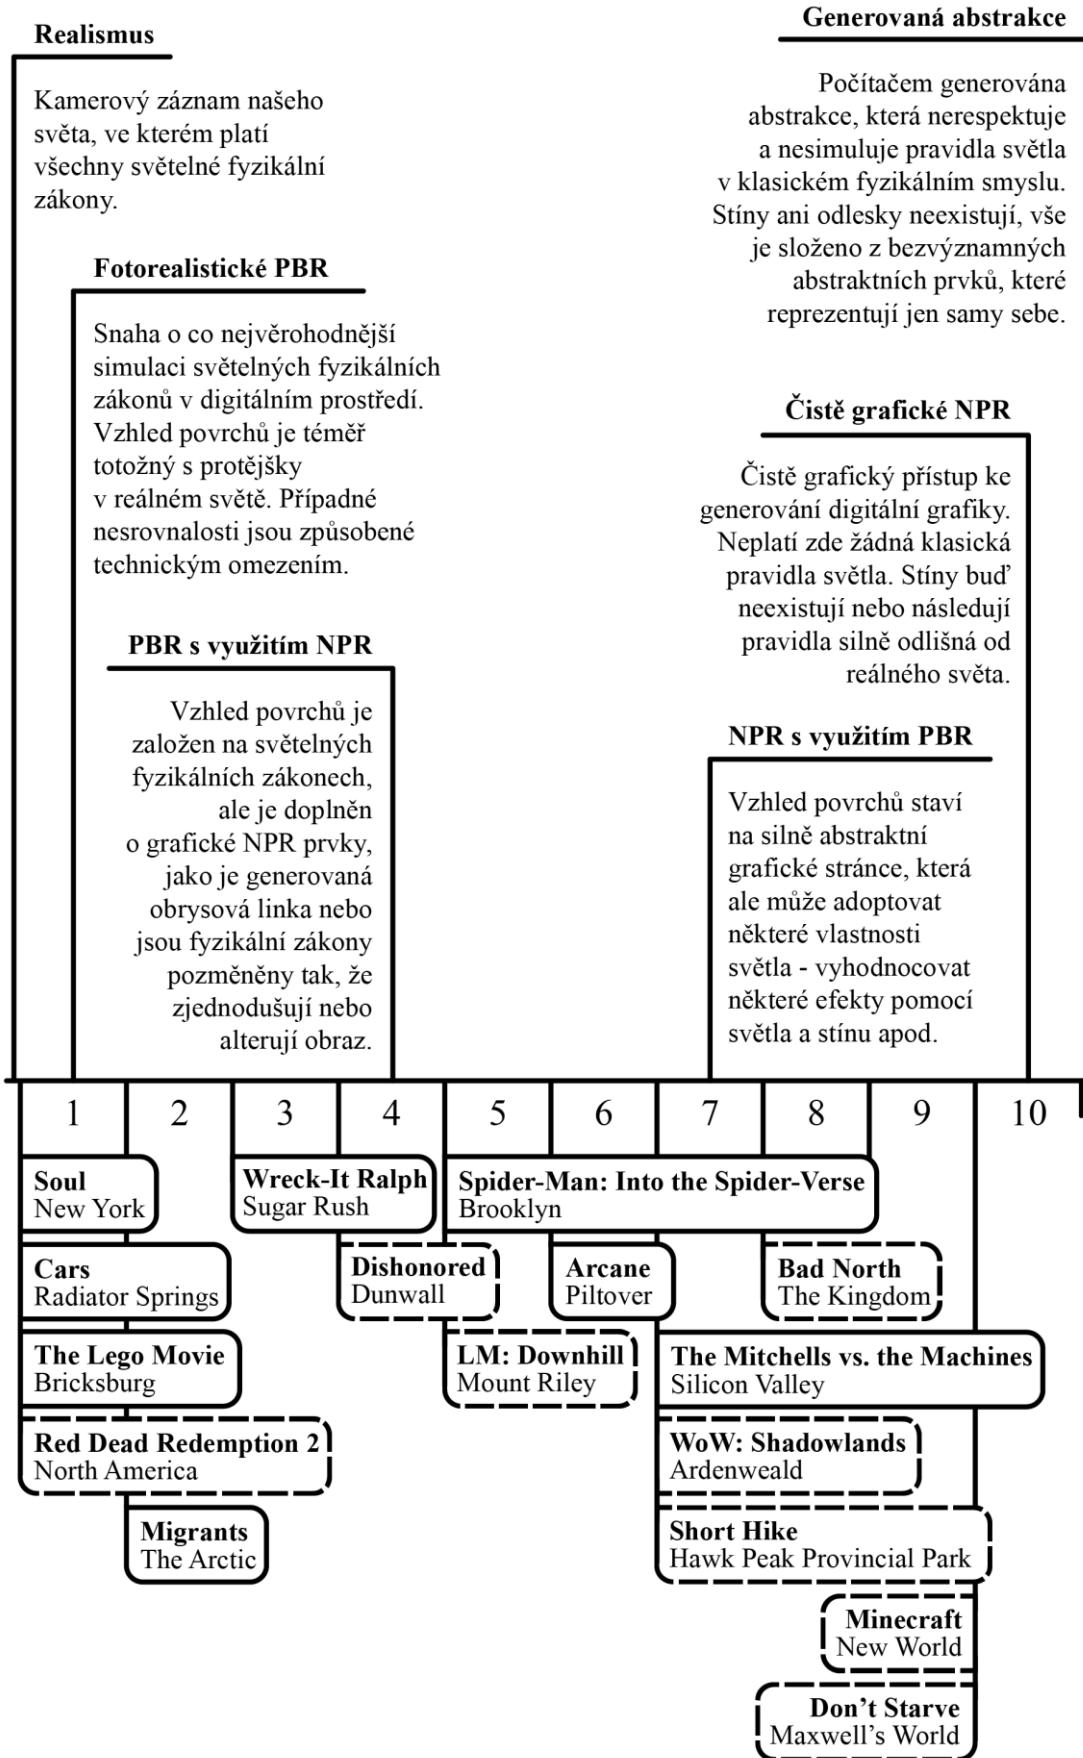 Realismus
Kamerový záznam našeho
světa, ve kterém platí
všechny světelné fyzikální
zákony.
Generovaná abstrakce
Počítačem generována
abstrakce, která nerespektuje
a nesimuluje pravidla světla
v klasickém fyzikálním smyslu.
Stíny ani odlesky neexistují, vše
je složeno z bezvýznamných
abstraktních prvků, které
reprezentují jen samy sebe.
Fotorealistické PBR
Snaha o co nejvěrohodnější
simulaci světelných fyzikálních
zákonů v digitálním prostředí.
Vzhled povrchů je téměř
totožný s protějšky
v reálném světě. Případné
nesrovnalosti jsou způsobené
technickým omezením.
Čistě grafické NPR
Čistě grafický přístup ke
generování digitální grafiky.
Neplatí zde žádná klasická
pravidla světla. Stíny buď
neexistují nebo následují
pravidla silně odlišná od
reálného světa.
PBR s využitím NPR
Vzhled povrchů je
založen na světelných
fyzikálních zákonech,
ale je doplněn
o grafické NPR prvky,
jako je generovaná
obrysová linka nebo
jsou fyzikální zákony
pozměněny tak, že
zjednodušují nebo
alterují obraz.
NPR s využitím PBR
Vzhled povrchů staví
na silně abstraktní
grafické stránce, která
ale může adoptovat
některé vlastnosti
světla - vyhodnocovat
některé efekty pomocí
světla a stínu apod.
1 2 3 4 5 6 7 8 9 10
Soul
New York
Wreck-It Ralph
Sugar Rush
Spider-Man: Into the Spider-Verse
Brooklyn
Cars
Radiator Springs
Dishonored
Dunwall
Arcane
Piltover
Bad North
The Kingdom
The Lego Movie
Bricksburg
LM: Downhill
Mount Riley
The Mitchells vs. the Machines
Silicon Valley
Red Dead Redemption 2
North America
WoW: Shadowlands
Ardenweald
Migrants
The Arctic
Short Hike
Hawk Peak Provincial Park
Minecraft
New World
Don't Starve
Maxwell's World